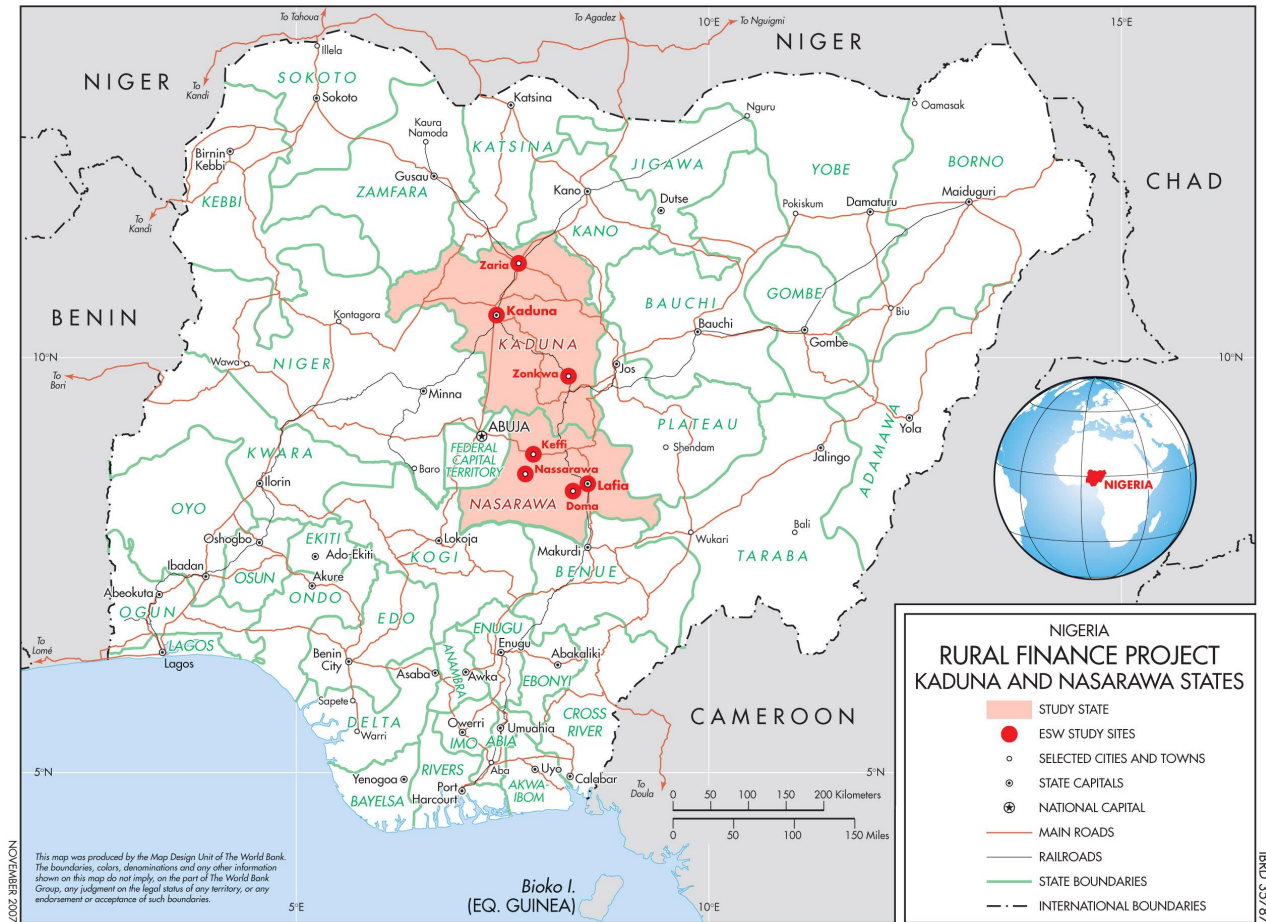 To Tahoua
To Agadez
10°E
To Nguigmi
15°E
NIGER
NIGER
Illela
To
Kandi
SOKOTO
Sokoto
Katsina
Nguru
Oamasak
Kaura
Namoda
KATSINA
JIGAWA
YOBE
BORNO
CHAD
Birnin
Kebbi
Gusau
ZAMFARA
Kano
Dutse
Pokiskum
Damaturu
Maiduguri
KEBBI
To
Kandi
KANO
Zaria
BENIN
Kaduna
BAUCHI
GOMBE
Biu
Kontagora
KADUNA
Bauchi
Gombe
10°N
10°N
Wawa
NIGER
Zonkwa
Jos
To
Bori
Minna
ABUJA
PLATEAU
Yola
ADAMAWA
KWARA
FEDERAL
CAPITAL
TERRITORY
Keffi
Shendam
Jalingo
Baro
Nassarawa
Lafia
Ilorin
NASARAWA
Doma
NIGERIA
OYO
Bali
Oshogbo
EKITI
Ado-Ekiti
Lokoja
KOGI
Makurdi
Wukari
TARABA
Ibadan
OSUN
Akure
BENUE
Abeokuta
ONDO
OGUN
EDO
ENUGU
To
Lomé
LAGOS
Lagos
Benin
City
Enugu
Abakaliki
Asaba
ANAMBRA
Awka
EBONYI
Sapete
DELTA
Warri
Owerri
IMO
ABIA
Umuahia
CROSS
RIVER
CAMEROON
Yenogoa
RIVERS
Aba
Uyo
Calabar
5°N
5°N
BAYELSA
Port
Harcourt
AKWA-
IBOM
To
Doula
0 50 100 150 200 Kilometers
0 50 100 150 Miles
NIGERIA
RURAL FINANCE PROJECT
KADUNA AND NASARAWA STATES
STUDY STATE
ESW STUDY SITES
SELECTED CITIES AND TOWNS
STATE CAPITALS
NATIONAL CAPITAL
MAIN ROADS
RAILROADS
STATE BOUNDARIES
INTERNATIONAL BOUNDARIES
This map was produced by the Map Design Unit of The World Bank.
The boundaries, colors, denominations and any other information
shown on this map do not imply, on the part of The World Bank
Group, any judgment on the legal status of any territory, or any
endorsement or acceptance of such boundaries.
Bioko I.
(EQ. GUINEA)
5°E
10°E
NOVEMBER 2007